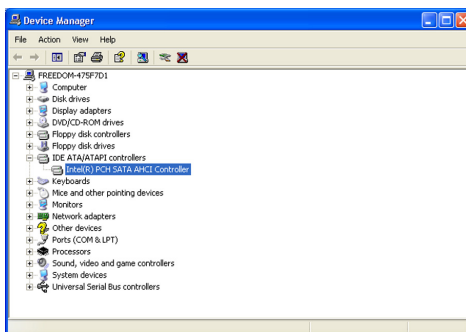 Device Manager
File Action View Help
FREEDOM-475F7D1
Computer
Disk drives
Display adapters
DVD/CD-ROM drives
Floppy disk controllers
Floppy disk drives
IDE ATA/ATAPI controllers
Intel(R) PCH SATA AHCI Controller
Keyboards
Mice and other pointing devices
Monitors
Network adapters
Other devices
Ports (COM & LPT)
Processors
Sound, video and game controllers
System devices
Universal Serial Bus controllers